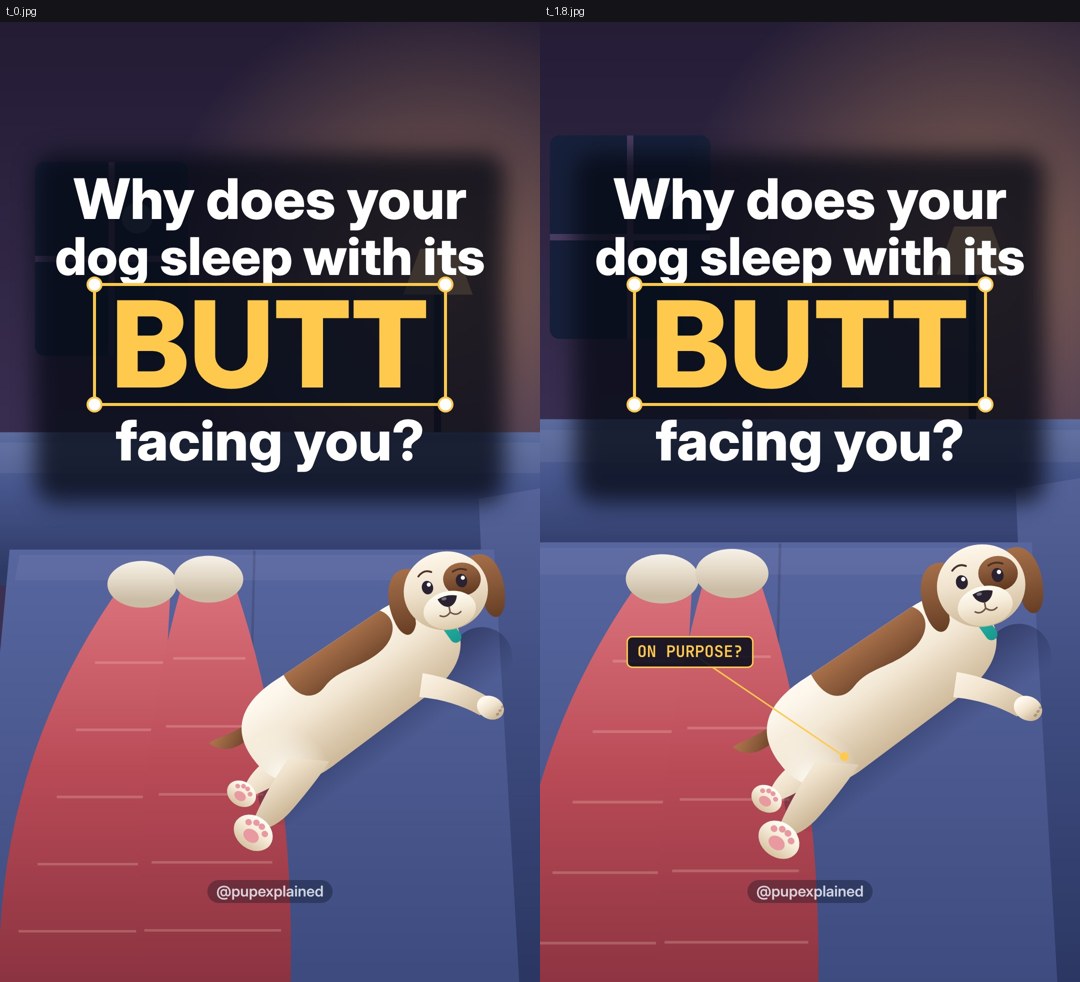 t_0.jpg
Why does your
dog sleep with its
BUTT
facing you?
@pupexplained
t_1.8.jpg
Why does your
dog sleep with its
BUTT
facing you?
ON PURPOSE?
@pupexplained